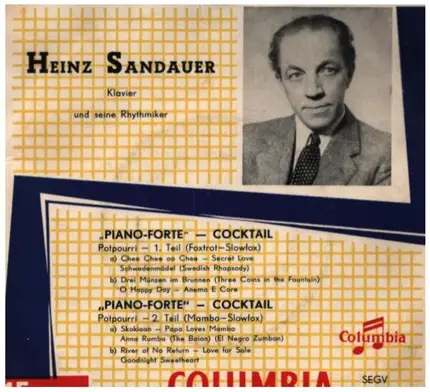 HEINZ SANDAUER
Klavier
und seine Rhythmiker
„PIANO-FORTE" — COCKTAIL
Potpourri — 1. Teil (Foxtrot-Slowfox)
a) Chee Chee oo Chee — Secret Love
Schwedenmädel (Swedish Rhapsody)
b) Drei Münzen im Brunnen (Three Coins in the Fountain)
O Happy Day — Anema E Core
„PIANO-FORTE" — COCKTAIL
Potpourri — 2. Teil (Mambo-Slowfox)
a) Skokiaan — Papa Loves Mambo
Anna Rumba (The Baion) (El Negro Zumban)
b) River of No Return — Love for Sale
Goodnight Sweetheart
Columbia
COLUMBIA
SEGV